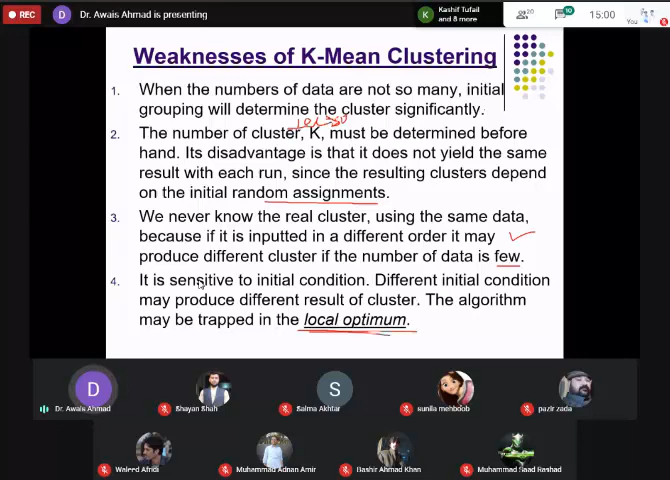 REC
D
Dr. Awais Ahmad is presenting
K
Kashif Tufail
and 8 more
20
10
15:00
You
Weaknesses of K-Mean Clustering
1. When the numbers of data are not so many, initial
grouping will determine the cluster significantly.
2. The number of cluster, K, must be determined before
hand. Its disadvantage is that it does not yield the same
result with each run, since the resulting clusters depend
on the initial random assignments.
3. We never know the real cluster, using the same data,
because if it is inputted in a different order it may
produce different cluster if the number of data is few.
4. It is sensitive to initial condition. Different initial condition
may produce different result of cluster. The algorithm
may be trapped in the local optimum.
D
S
Dr. Awais Ahmad
Shayan Shah
Salma Akhtar
sunila mehboob
pazir zada
Waleed Afridi
Muhammad Adnan Amir
Bashir Ahmad Khan
Muhammad Saad Rashad